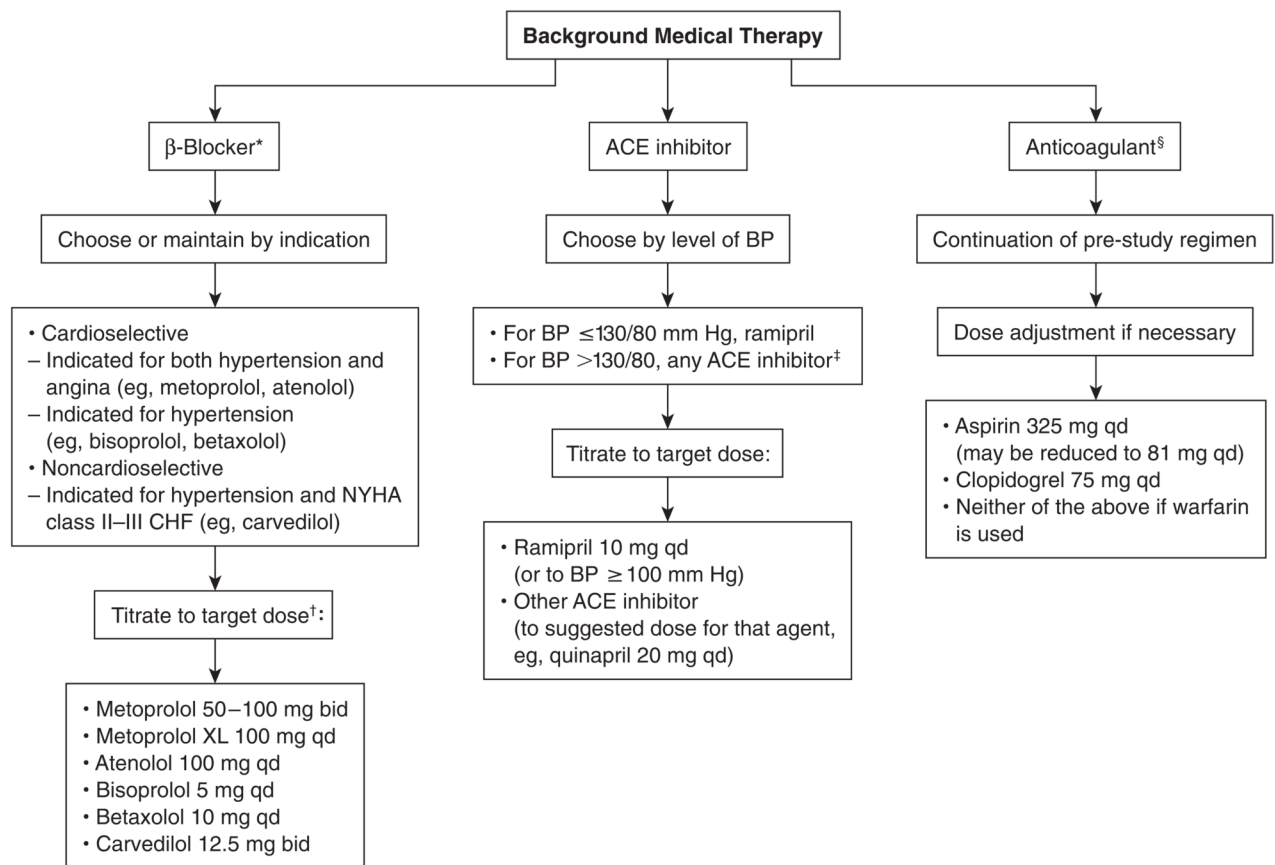 Background Medical Therapy
β-Blocker*
Choose or maintain by indication
• Cardioselective
– Indicated for both hypertension and
angina (eg, metoprolol, atenolol)
– Indicated for hypertension
(eg, bisoprolol, betaxolol)
• Noncardioselective
– Indicated for hypertension and NYHA
class II–III CHF (eg, carvedilol)
Titrate to target dose†:
• Metoprolol 50–100 mg bid
• Metoprolol XL 100 mg qd
• Atenolol 100 mg qd
• Bisoprolol 5 mg qd
• Betaxolol 10 mg qd
• Carvedilol 12.5 mg bid
ACE inhibitor
Choose by level of BP
• For BP ≤130/80 mm Hg, ramipril
• For BP >130/80, any ACE inhibitor‡
Titrate to target dose:
• Ramipril 10 mg qd
(or to BP ≥ 100 mm Hg)
• Other ACE inhibitor
(to suggested dose for that agent,
eg, quinapril 20 mg qd)
Anticoagulant§
Continuation of pre-study regimen
Dose adjustment if necessary
• Aspirin 325 mg qd
(may be reduced to 81 mg qd)
• Clopidogrel 75 mg qd
• Neither of the above if warfarin
is used